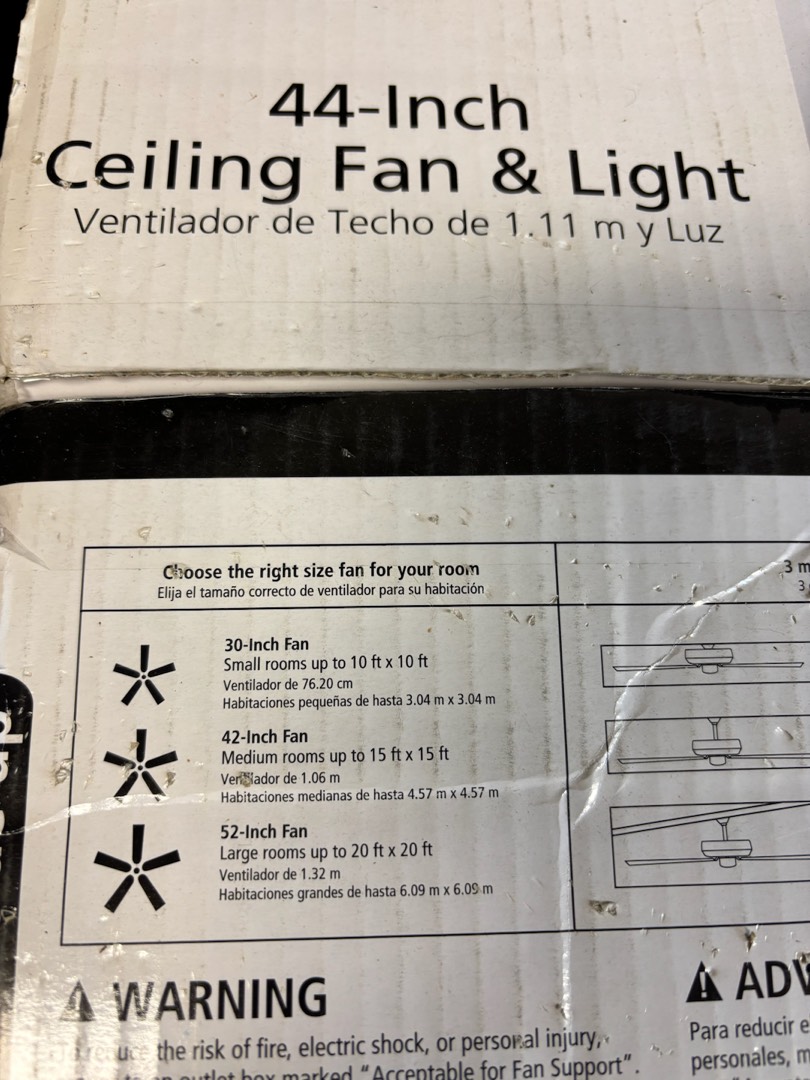 44-Inch
Ceiling Fan & Light
Ventilador de Techo de 1.11 m y Luz
Choose the right size fan for your room
Elija el tamaño correcto de ventilador para su habitación
3 m
3
30-Inch Fan
Small rooms up to 10 ft x 10 ft
Ventilador de 76.20 cm
Habitaciones pequeñas de hasta 3.04 m x 3.04 m
42-Inch Fan
Medium rooms up to 15 ft x 15 ft
Ventilador de 1.06 m
Habitaciones medianas de hasta 4.57 m x 4.57 m
52-Inch Fan
Large rooms up to 20 ft x 20 ft
Ventilador de 1.32 m
Habitaciones grandes de hasta 6.09 m x 6.09 m
WARNING
the risk of fire, electric shock, or personal injury,
outlet box marked "Acceptable for Fan Support".
ADV
Para reducir e
personales, m